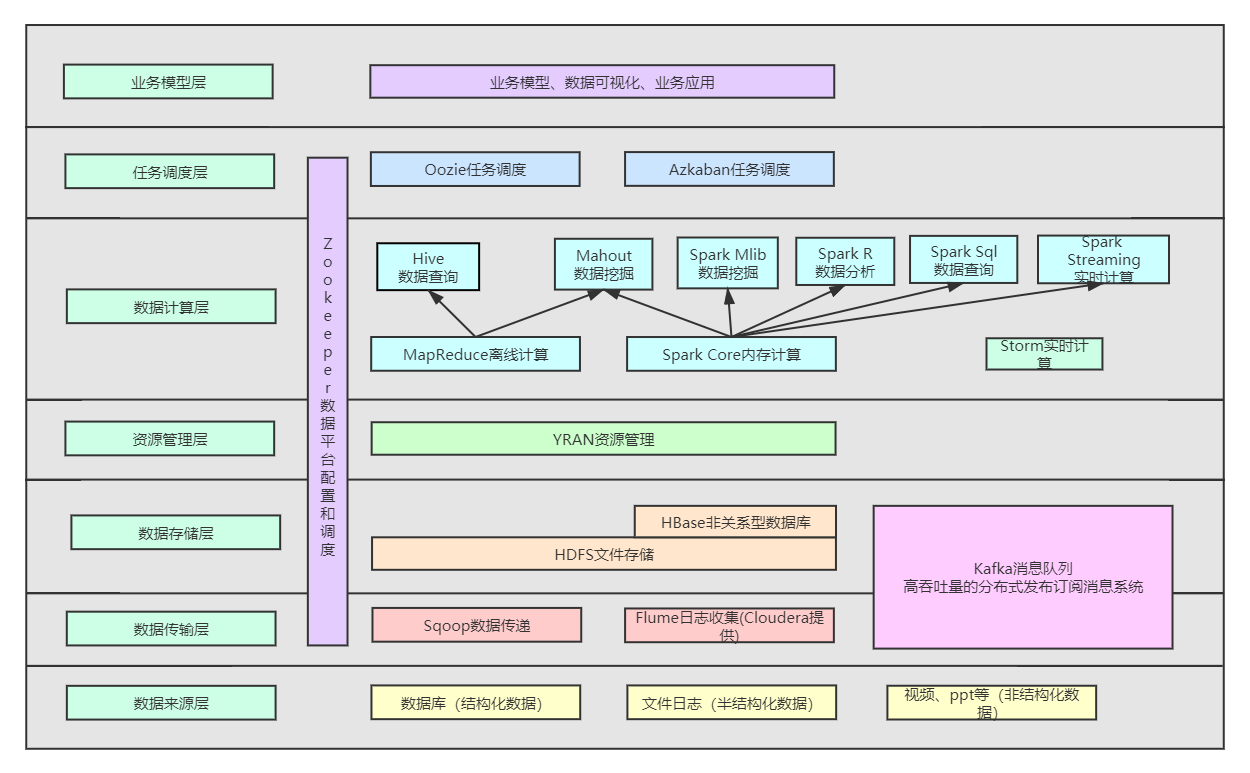 业务模型层
业务模型、数据可视化、业务应用
任务调度层
Oozie任务调度
Azkaban任务调度
Zookeeper数据平台配置和调度
数据计算层
Hive
数据查询
Mahout
数据挖掘
Spark Mlib
数据挖掘
Spark R
数据分析
Spark Sql
数据查询
Spark
Streaming
实时计算
MapReduce离线计算
Spark Core内存计算
Storm实时计
算
资源管理层
YRAN资源管理
数据存储层
HBase非关系型数据库
HDFS文件存储
Kafka消息队列
高吞吐量的分布式发布订阅消息系统
数据传输层
Sqoop数据传递
Flume日志收集(Cloudera提
供)
数据来源层
数据库（结构化数据）
文件日志（半结构化数据）
视频、ppt等（非结构化数
据）